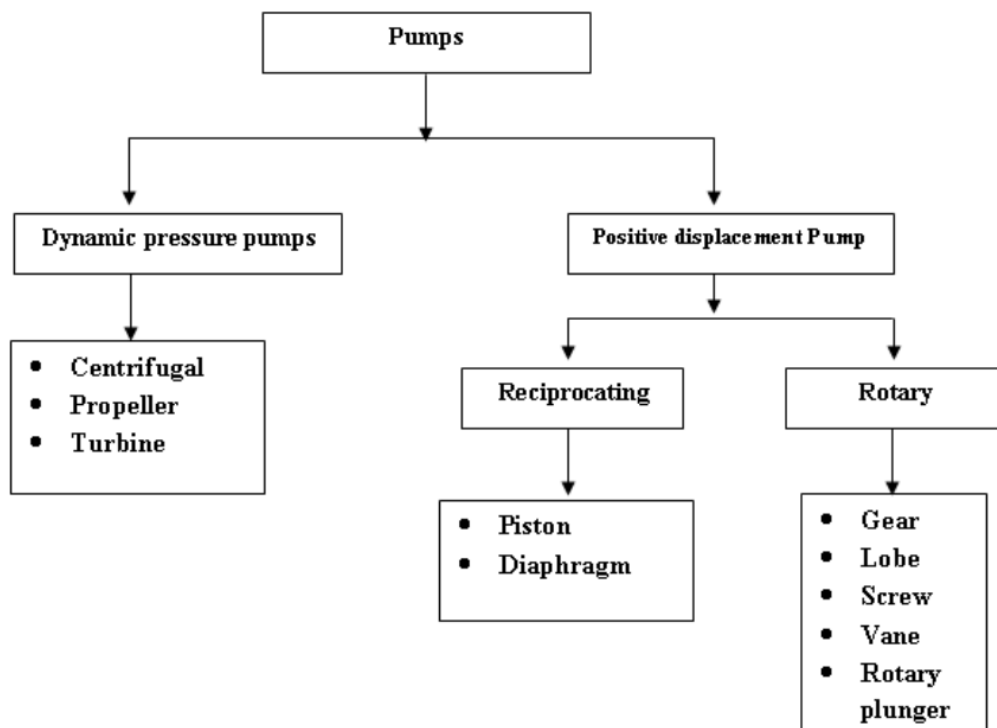 Pumps
Dynamic pressure pumps
Positive displacement Pump
• Centrifugal
• Propeller
• Turbine
Reciprocating
Rotary
• Piston
• Diaphragm
• Gear
• Lobe
• Screw
• Vane
• Rotary
plunger